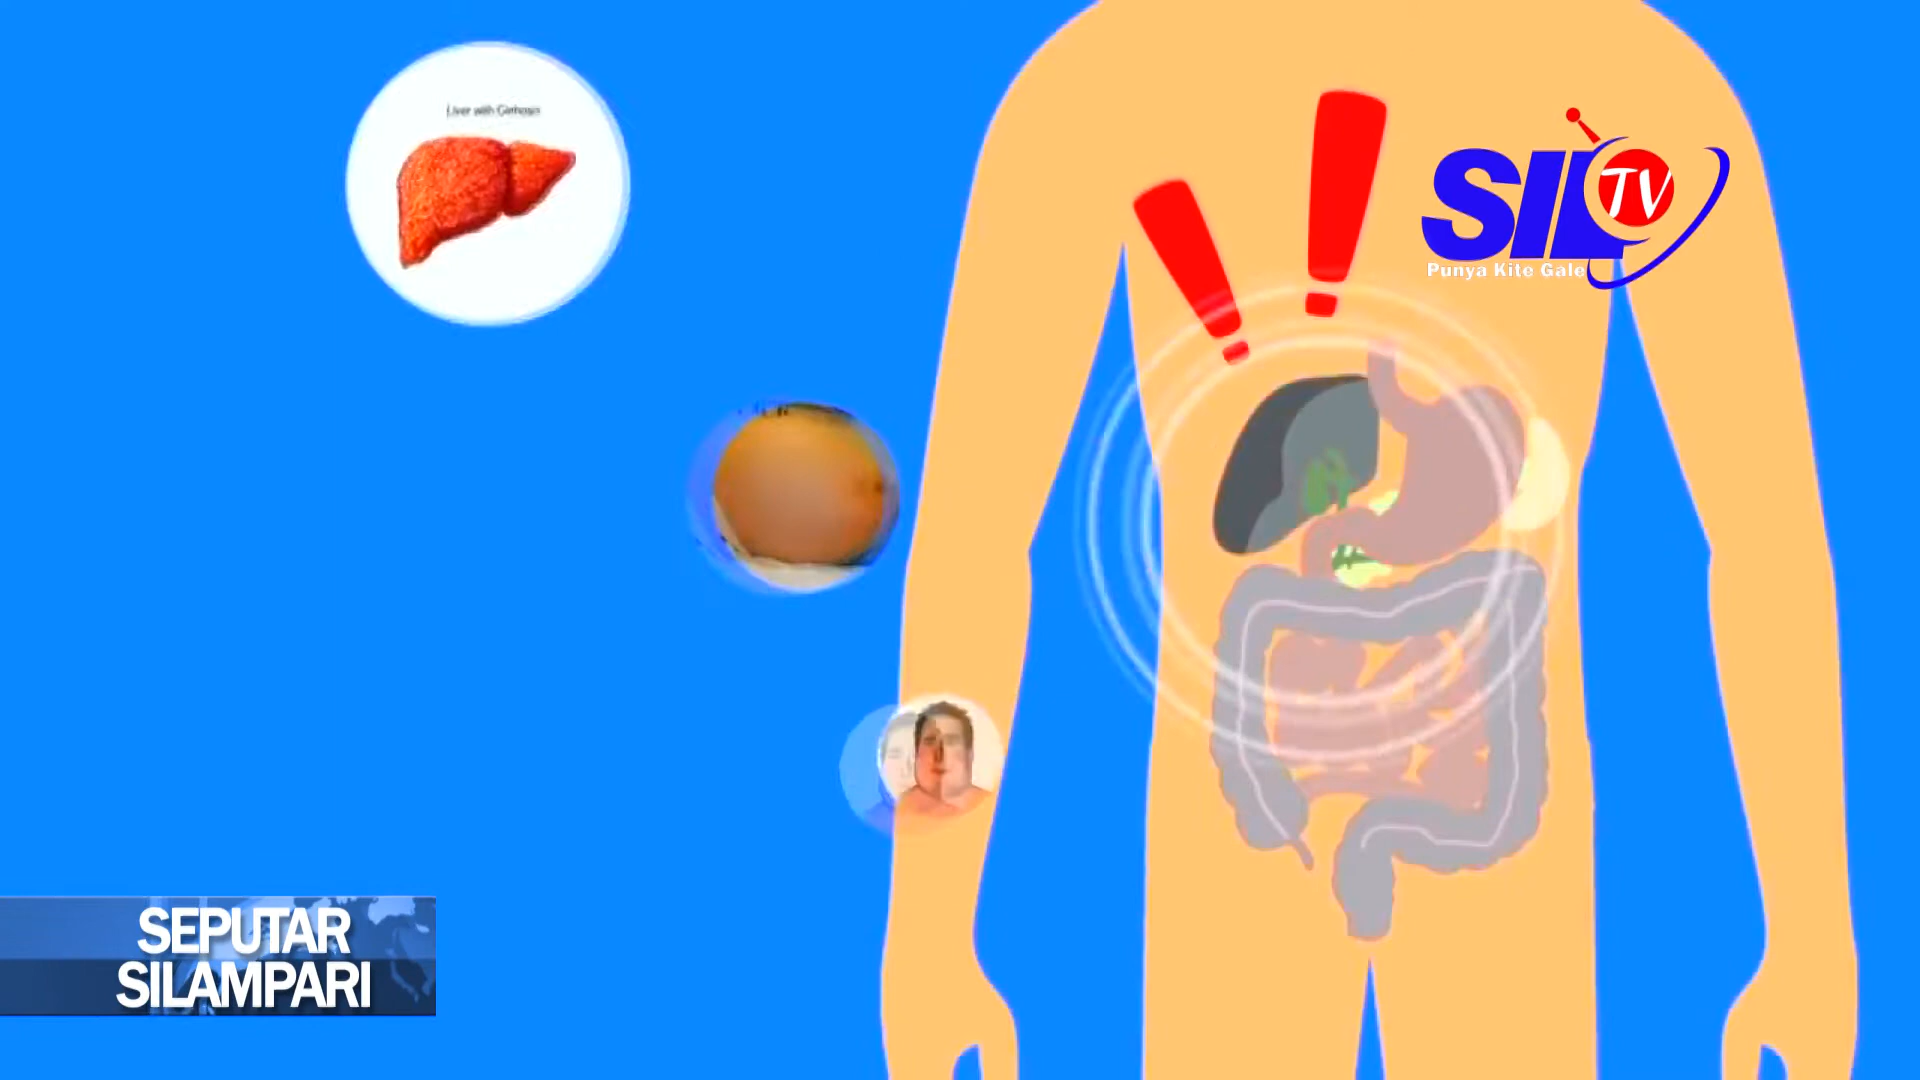 Liver with Cirrhosis
SIL TV
Punya Kite Gale
SEPUTAR
SILAMPARI